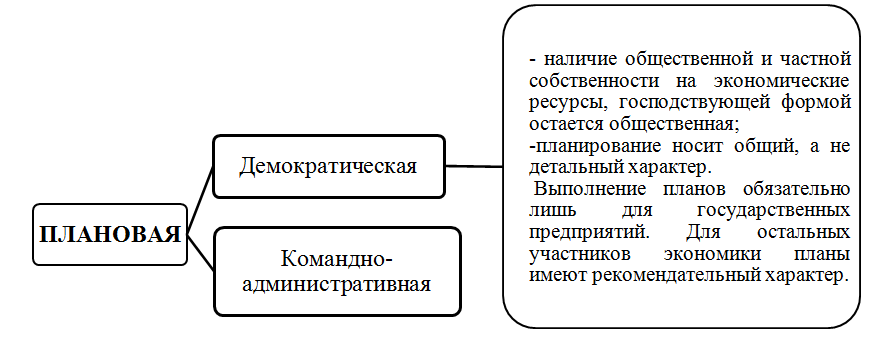 ПЛАНОВАЯ
Демократическая
Командно-
административная
- наличие общественной и частной
собственности на экономические
ресурсы, господствующей формой
остается общественная;
-планирование носит общий, а не
детальный характер.
Выполнение планов обязательно
лишь для государственных
предприятий. Для остальных
участников экономики планы
имеют рекомендательный характер.